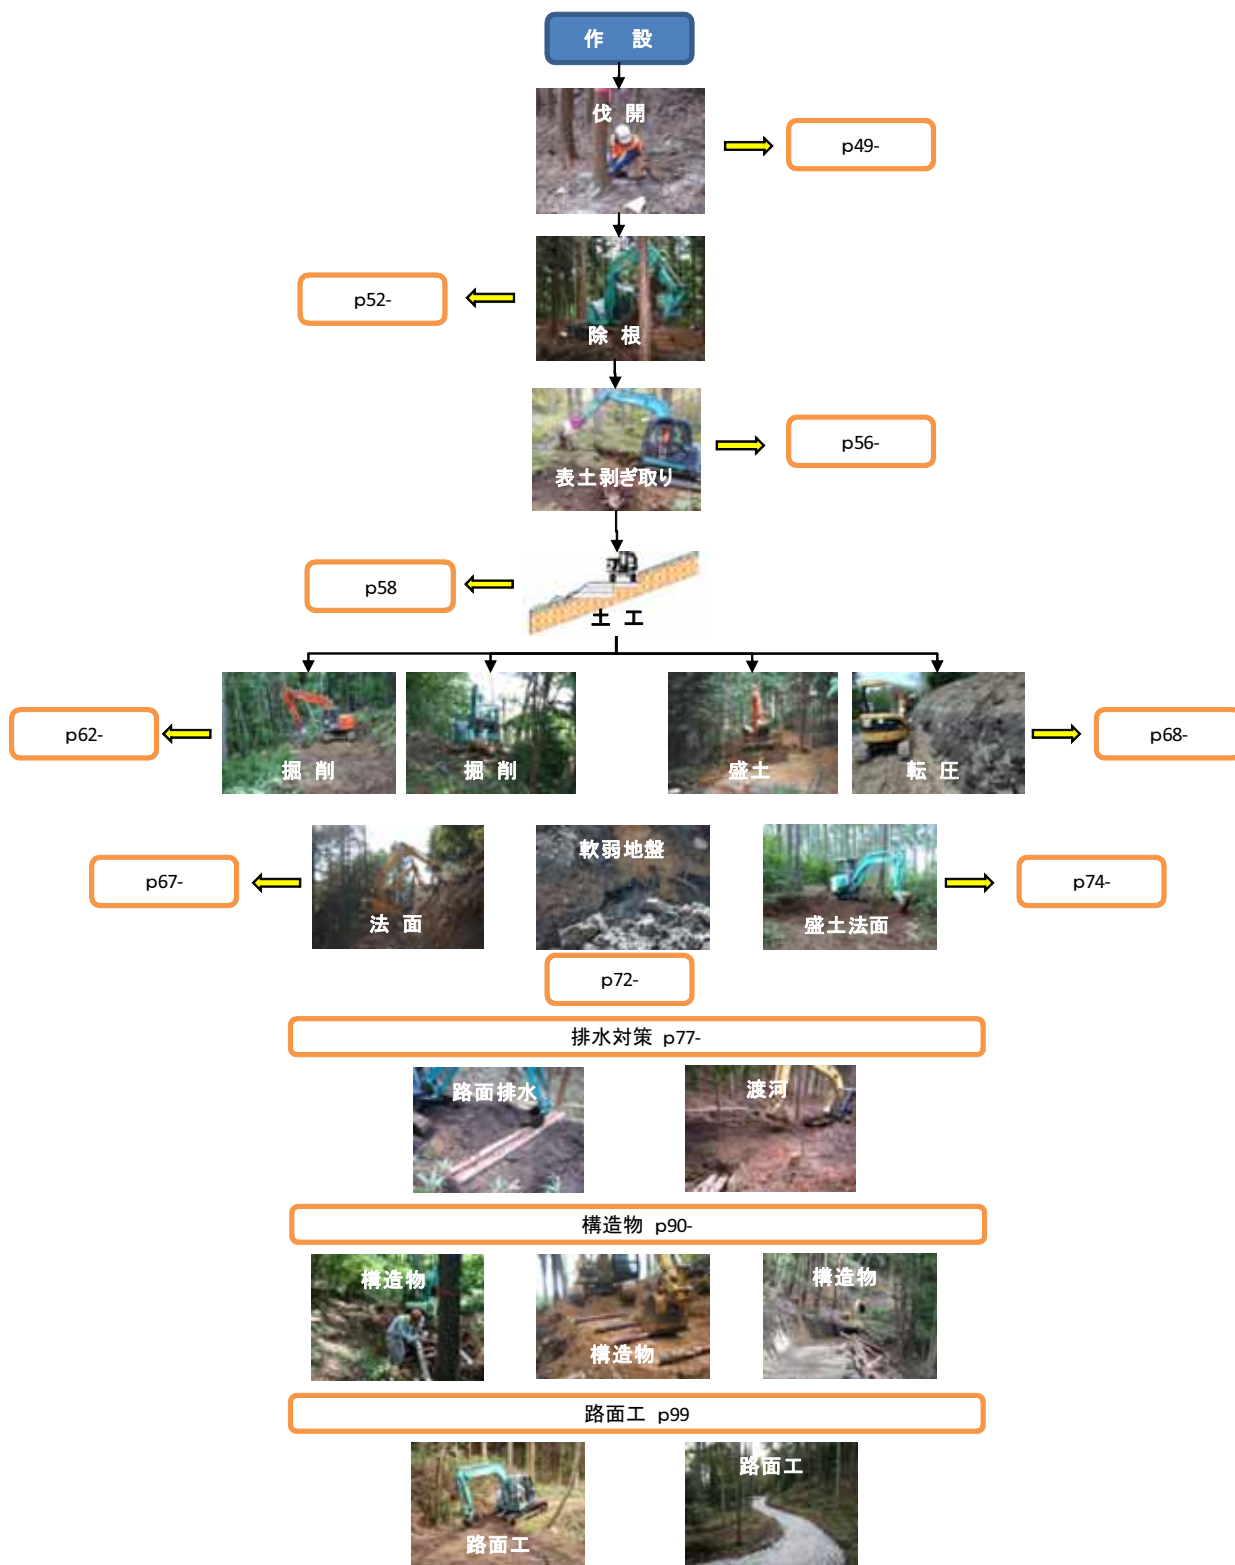 作 設
伐 開
p49-
除 根
p52-
表土剥ぎ取り
p56-
p58
土 工
p62-
掘 削
掘 削
盛土
転 圧
p68-
p67-
法 面
軟弱地盤
盛土法面
p74-
p72-
排水対策 p77-
路面排水
渡河
構造物 p90-
構造物
構造物
構造物
路面工 p99
路面工
路面工